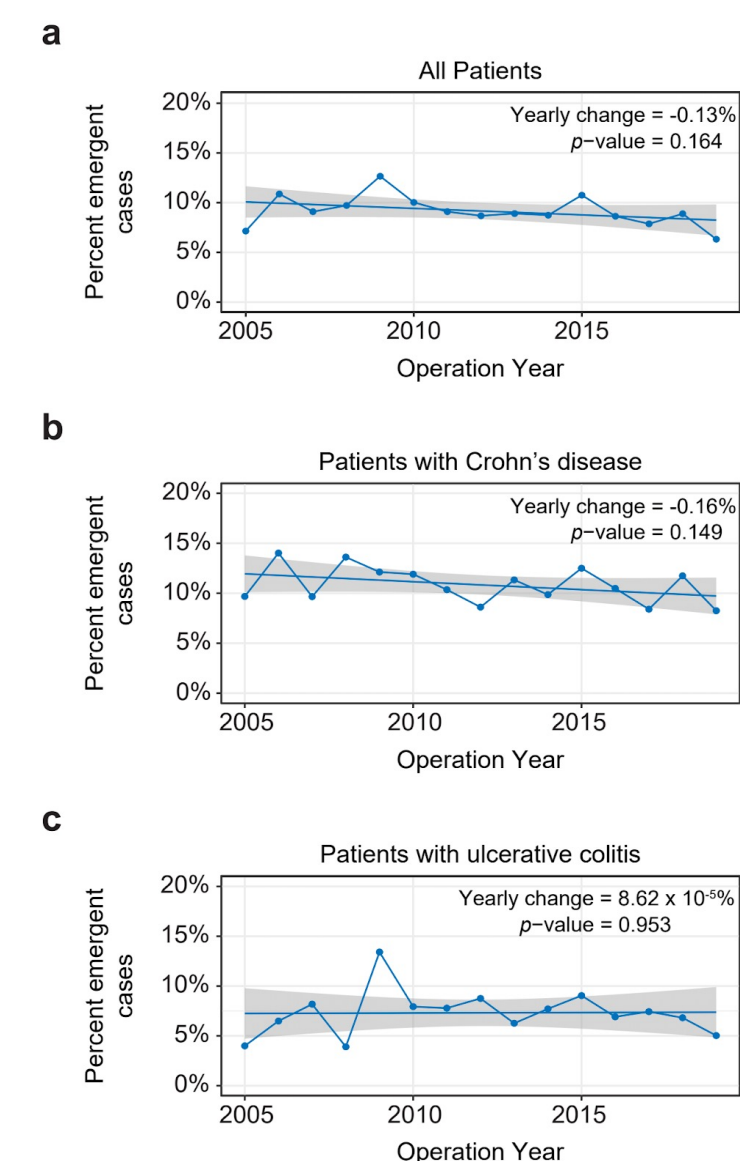 a
All Patients
Percent emergent
cases
20%
15%
10%
5%
0%
Yearly change = -0.13%
p−value = 0.164
2005 2010 2015
Operation Year
b
Patients with Crohn’s disease
Percent emergent
cases
20%
15%
10%
5%
0%
Yearly change = -0.16%
p−value = 0.149
2005 2010 2015
Operation Year
c
Patients with ulcerative colitis
Percent emergent
cases
20%
15%
10%
5%
0%
Yearly change = 8.62 x 10⁻⁵%
p−value = 0.953
2005 2010 2015
Operation Year